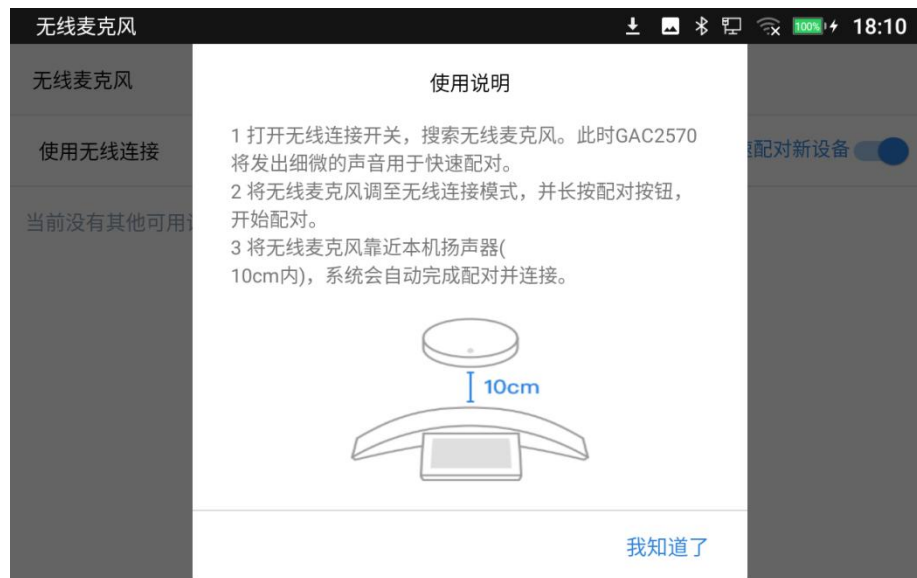 无线麦克风
100%
18:10
无线麦克风
使用说明
使用无线连接
配对新设备
当前没有其他可用
1 打开无线连接开关，搜索无线麦克风。此时GAC2570
将发出细微的声音用于快速配对。
2 将无线麦克风调至无线连接模式，并长按配对按钮，
开始配对。
3 将无线麦克风靠近本机扬声器(
10cm内)，系统会自动完成配对并连接。
10cm
我知道了